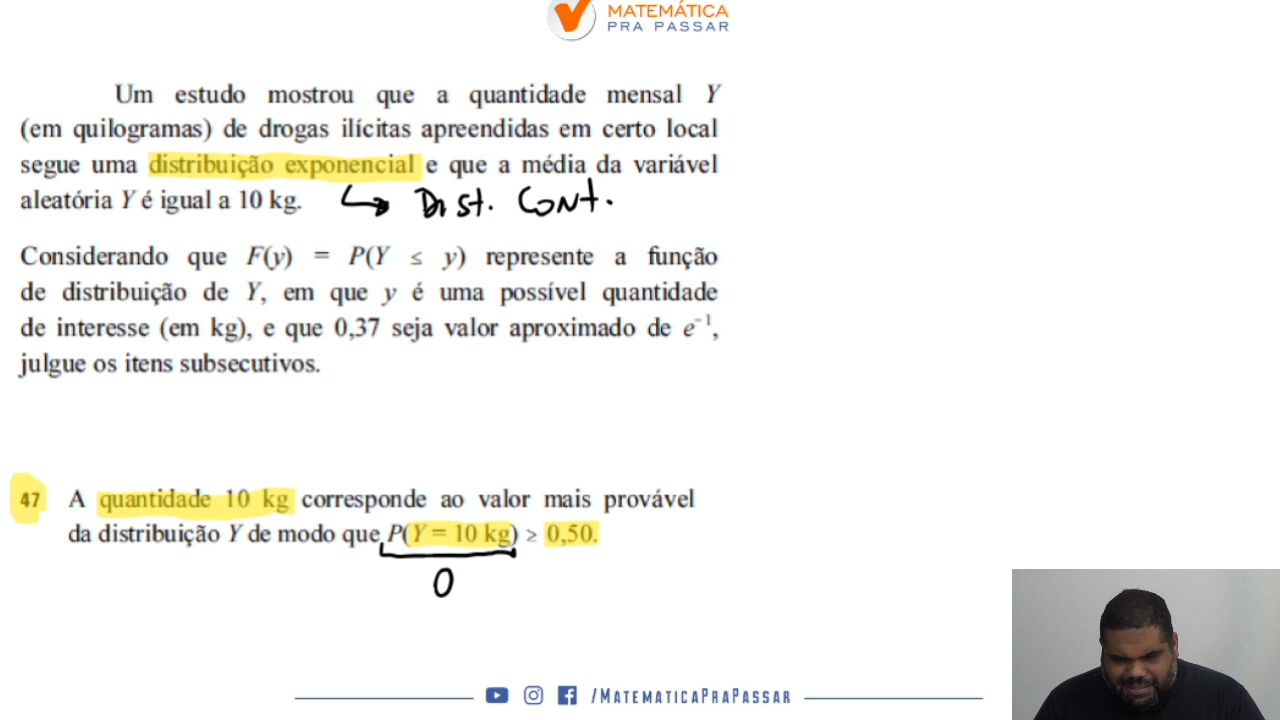 MATEMÁTICA
PRA PASSAR
Um estudo mostrou que a quantidade mensal Y
(em quilogramas) de drogas ilícitas apreendidas em certo local
segue uma distribuição exponencial e que a média da variável
aleatória Y é igual a 10 kg.
↳ Dist. Cont.
Considerando que F(y) = P(Y ≤ y) representa a função
de distribuição de Y, em que y é uma possível quantidade
de interesse (em kg), e que 0,37 seja valor aproximado de e⁻¹,
julgue os itens subsecutivos.
47 A quantidade 10 kg corresponde ao valor mais provável
da distribuição Y de modo que P(Y = 10 kg) ≥ 0,50.
0
/MATEMATICAPRAPASSAR